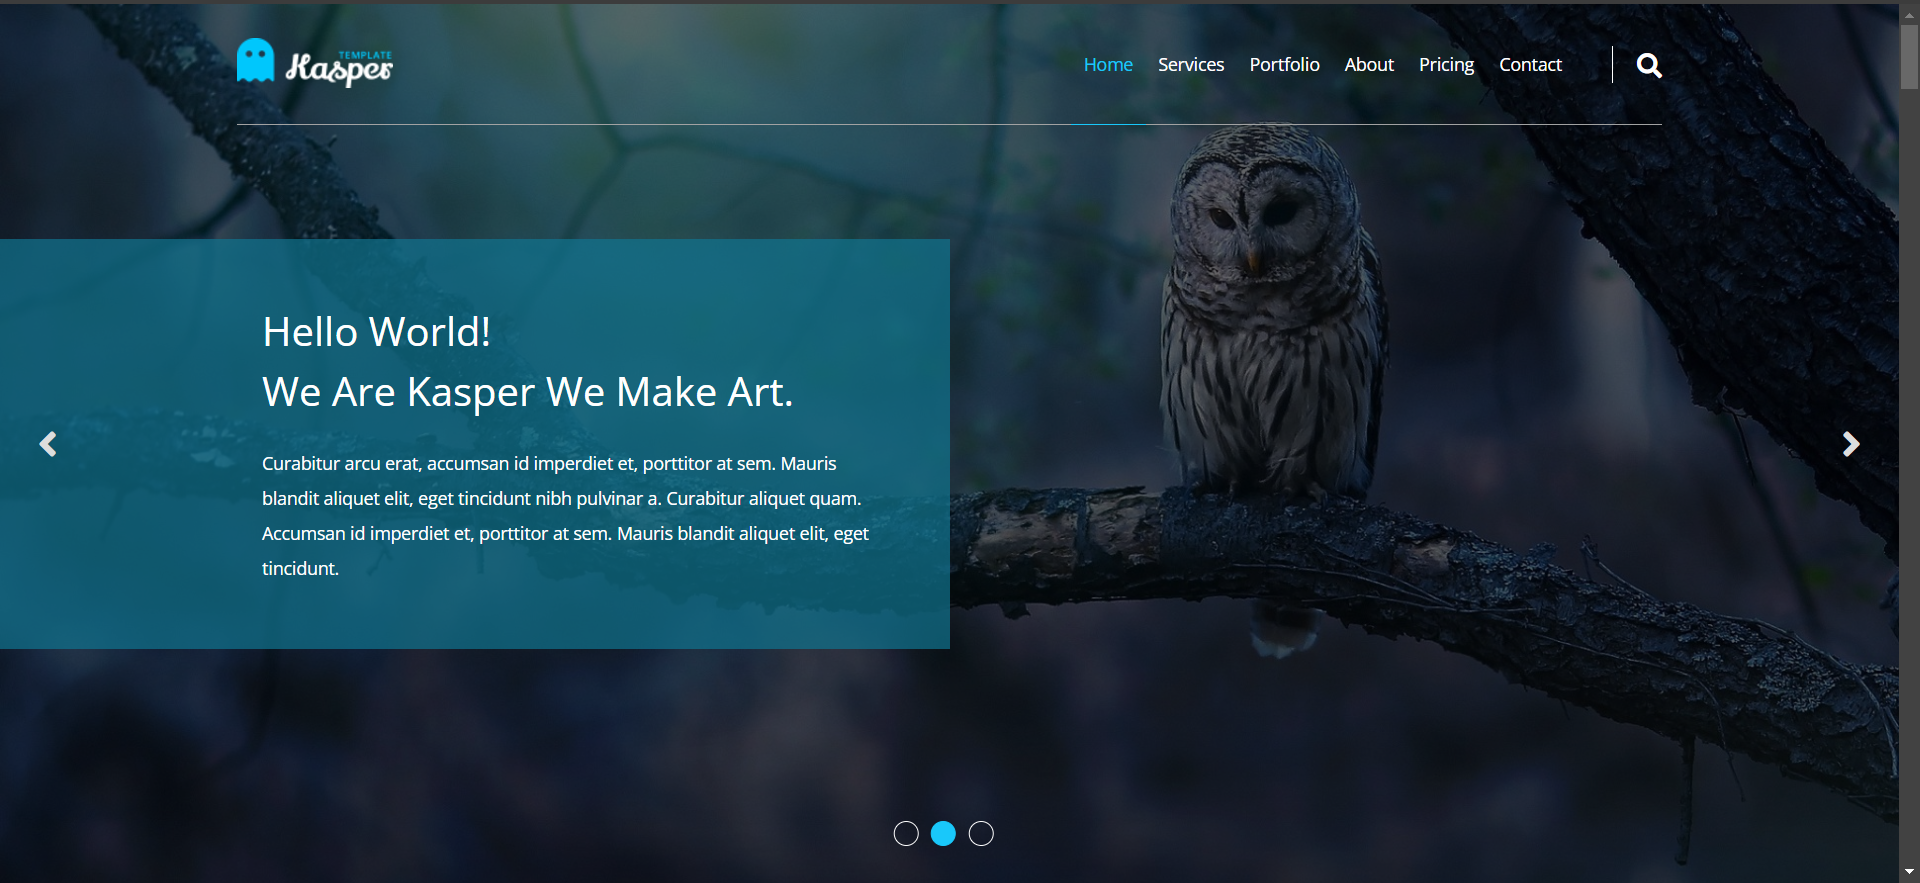 TEMPLATE
Kasper
Home Services Portfolio About Pricing Contact
Hello World!
We Are Kasper We Make Art.
Curabitur arcu erat, accumsan id imperdiet et, porttitor at sem. Mauris
blandit aliquet elit, eget tincidunt nibh pulvinar a. Curabitur aliquet quam.
Accumsan id imperdiet et, porttitor at sem. Mauris blandit aliquet elit, eget
tincidunt.